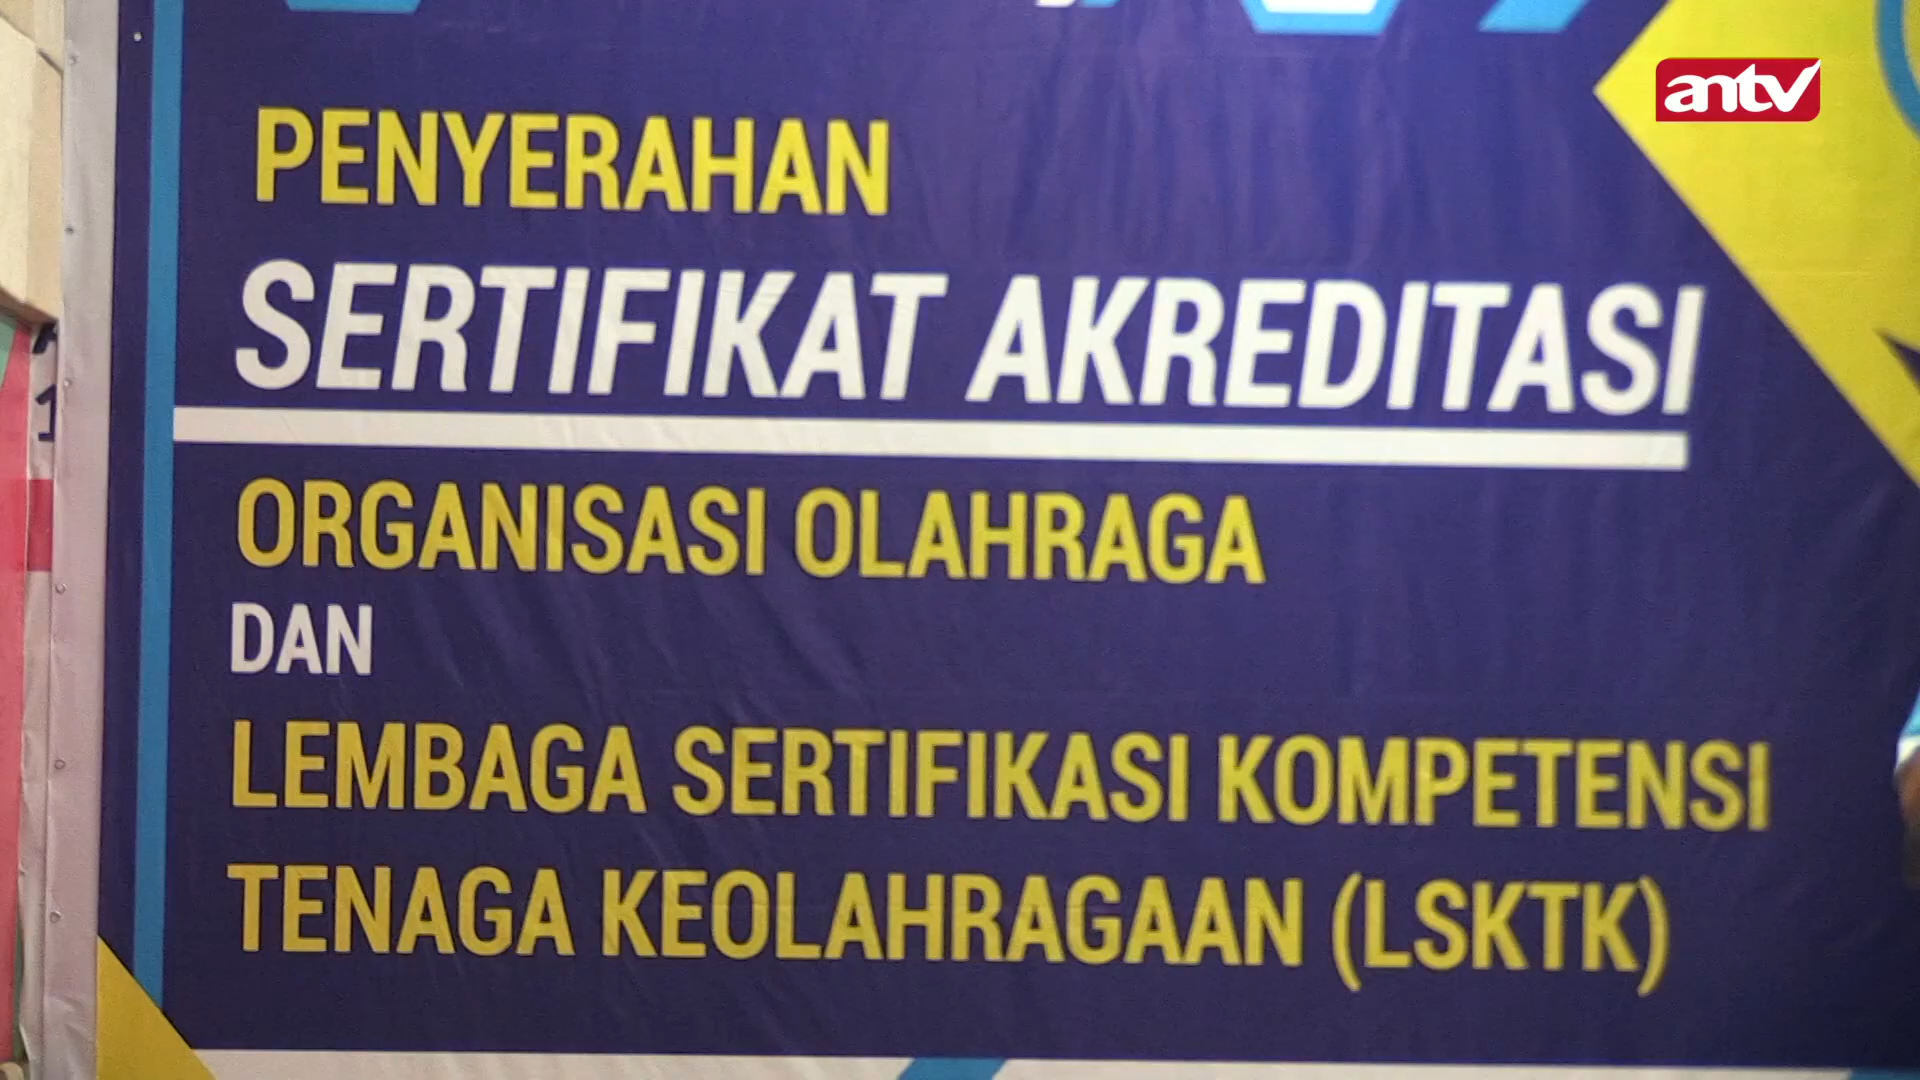 antv
PENYERAHAN
SERTIFIKAT AKREDITASI
ORGANISASI OLAHRAGA
DAN
LEMBAGA SERTIFIKASI KOMPETENSI
TENAGA KEOLAHRAGAAN (LSKTK)